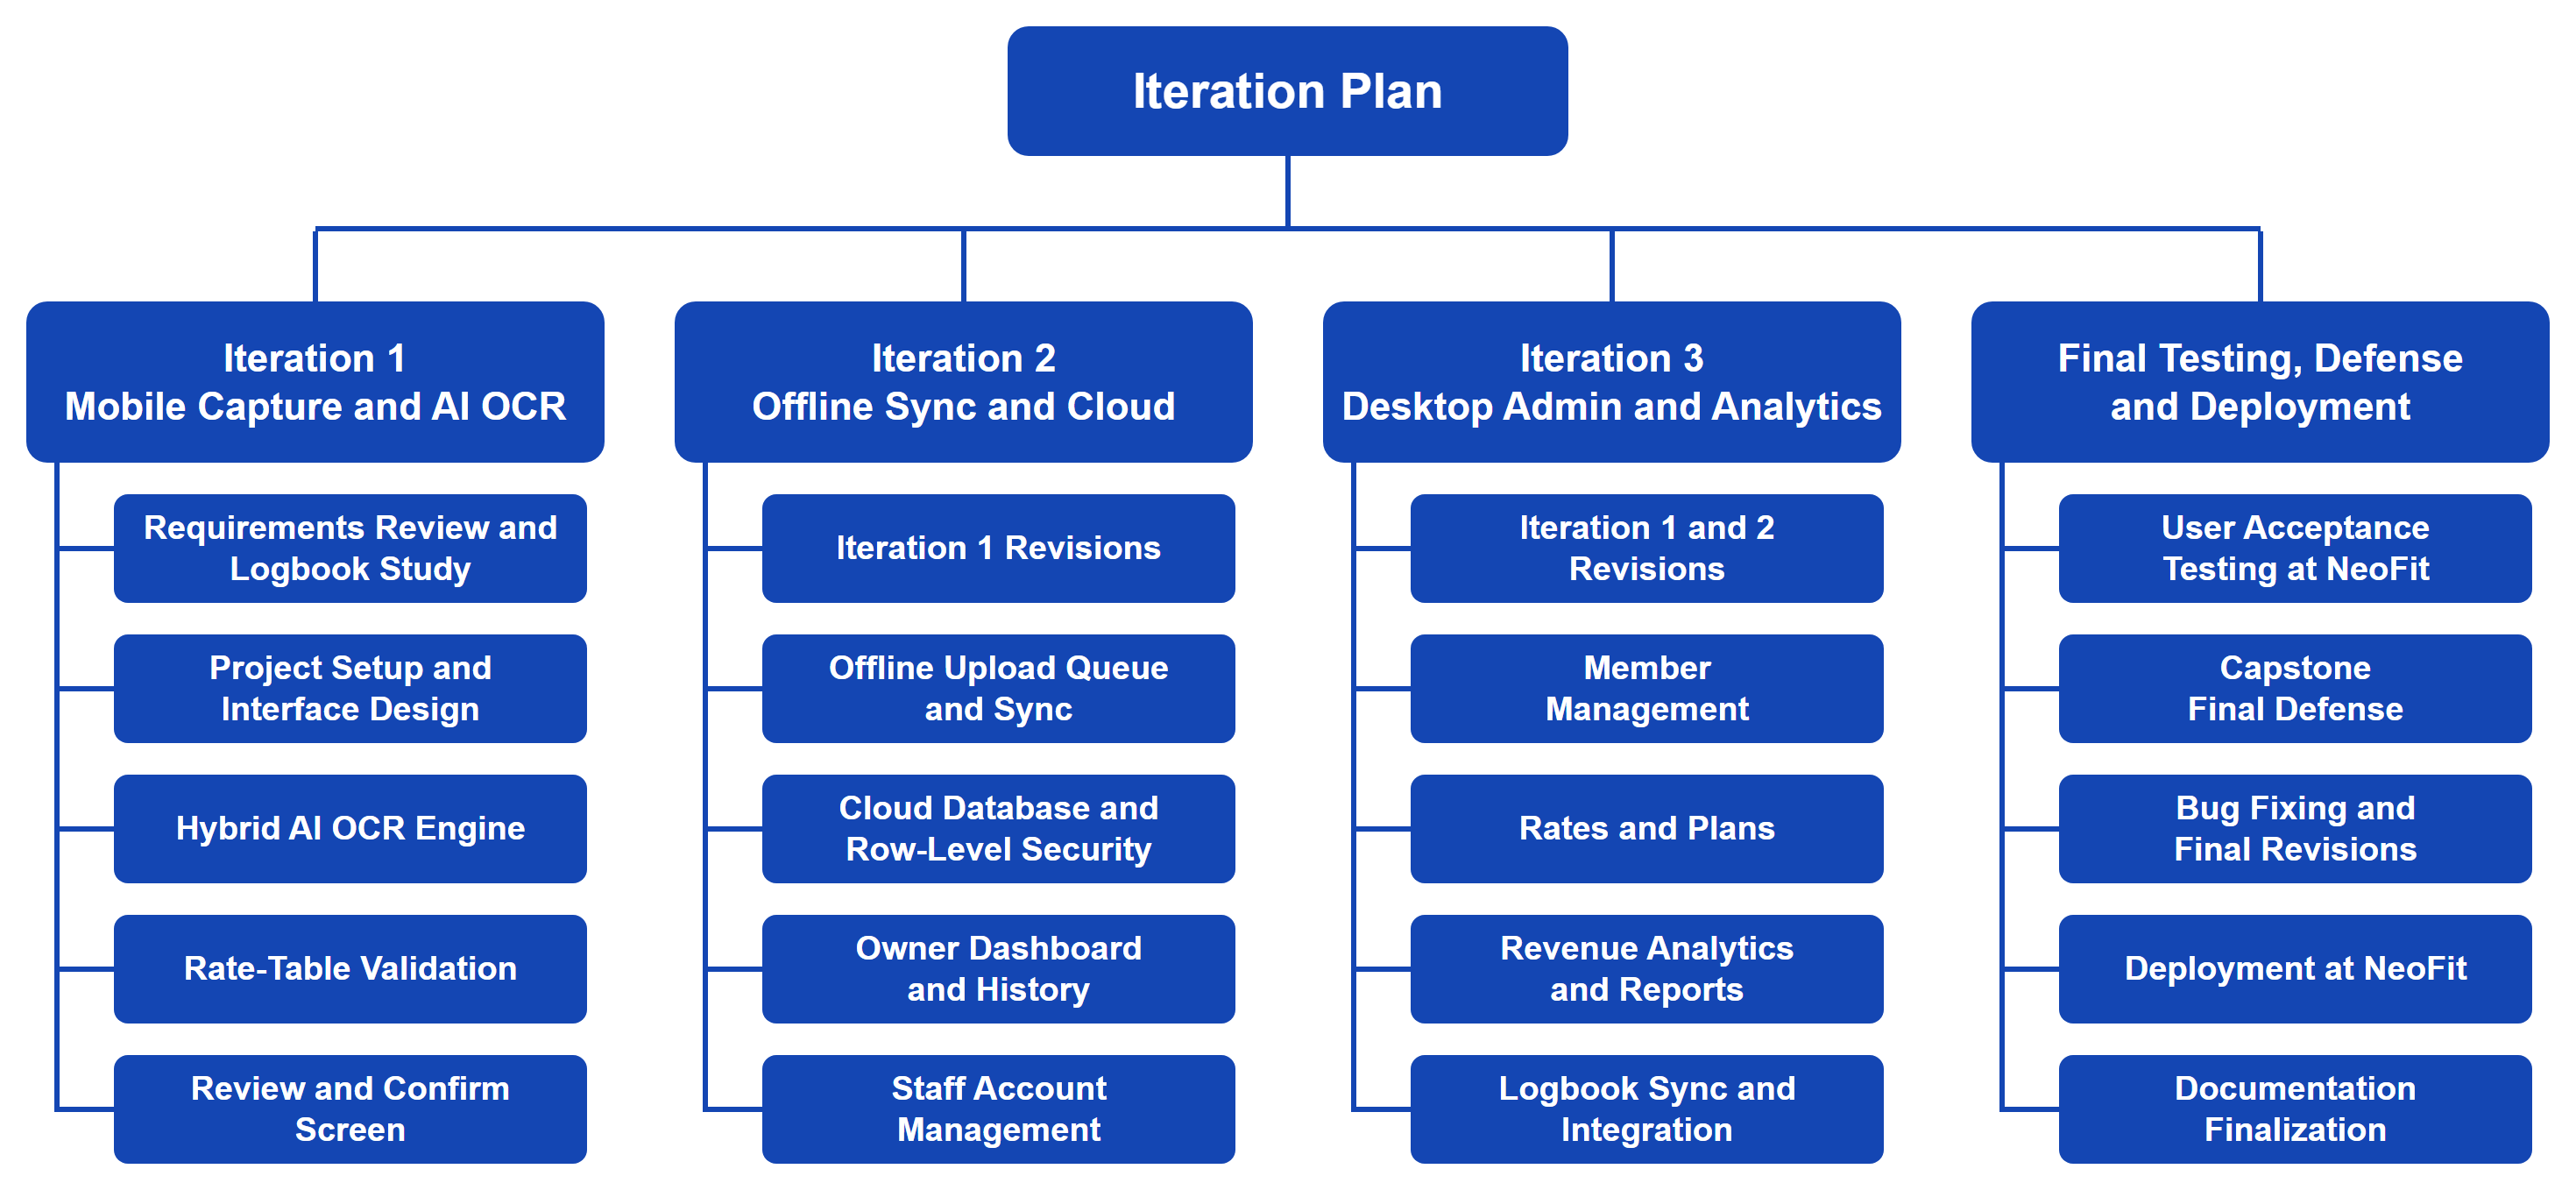 Iteration Plan
Iteration 1
Mobile Capture and AI OCR
Requirements Review and
Logbook Study
Project Setup and
Interface Design
Hybrid AI OCR Engine
Rate-Table Validation
Review and Confirm
Screen
Iteration 2
Offline Sync and Cloud
Iteration 1 Revisions
Offline Upload Queue
and Sync
Cloud Database and
Row-Level Security
Owner Dashboard
and History
Staff Account
Management
Iteration 3
Desktop Admin and Analytics
Iteration 1 and 2
Revisions
Member
Management
Rates and Plans
Revenue Analytics
and Reports
Logbook Sync and
Integration
Final Testing, Defense
and Deployment
User Acceptance
Testing at NeoFit
Capstone
Final Defense
Bug Fixing and
Final Revisions
Deployment at NeoFit
Documentation
Finalization